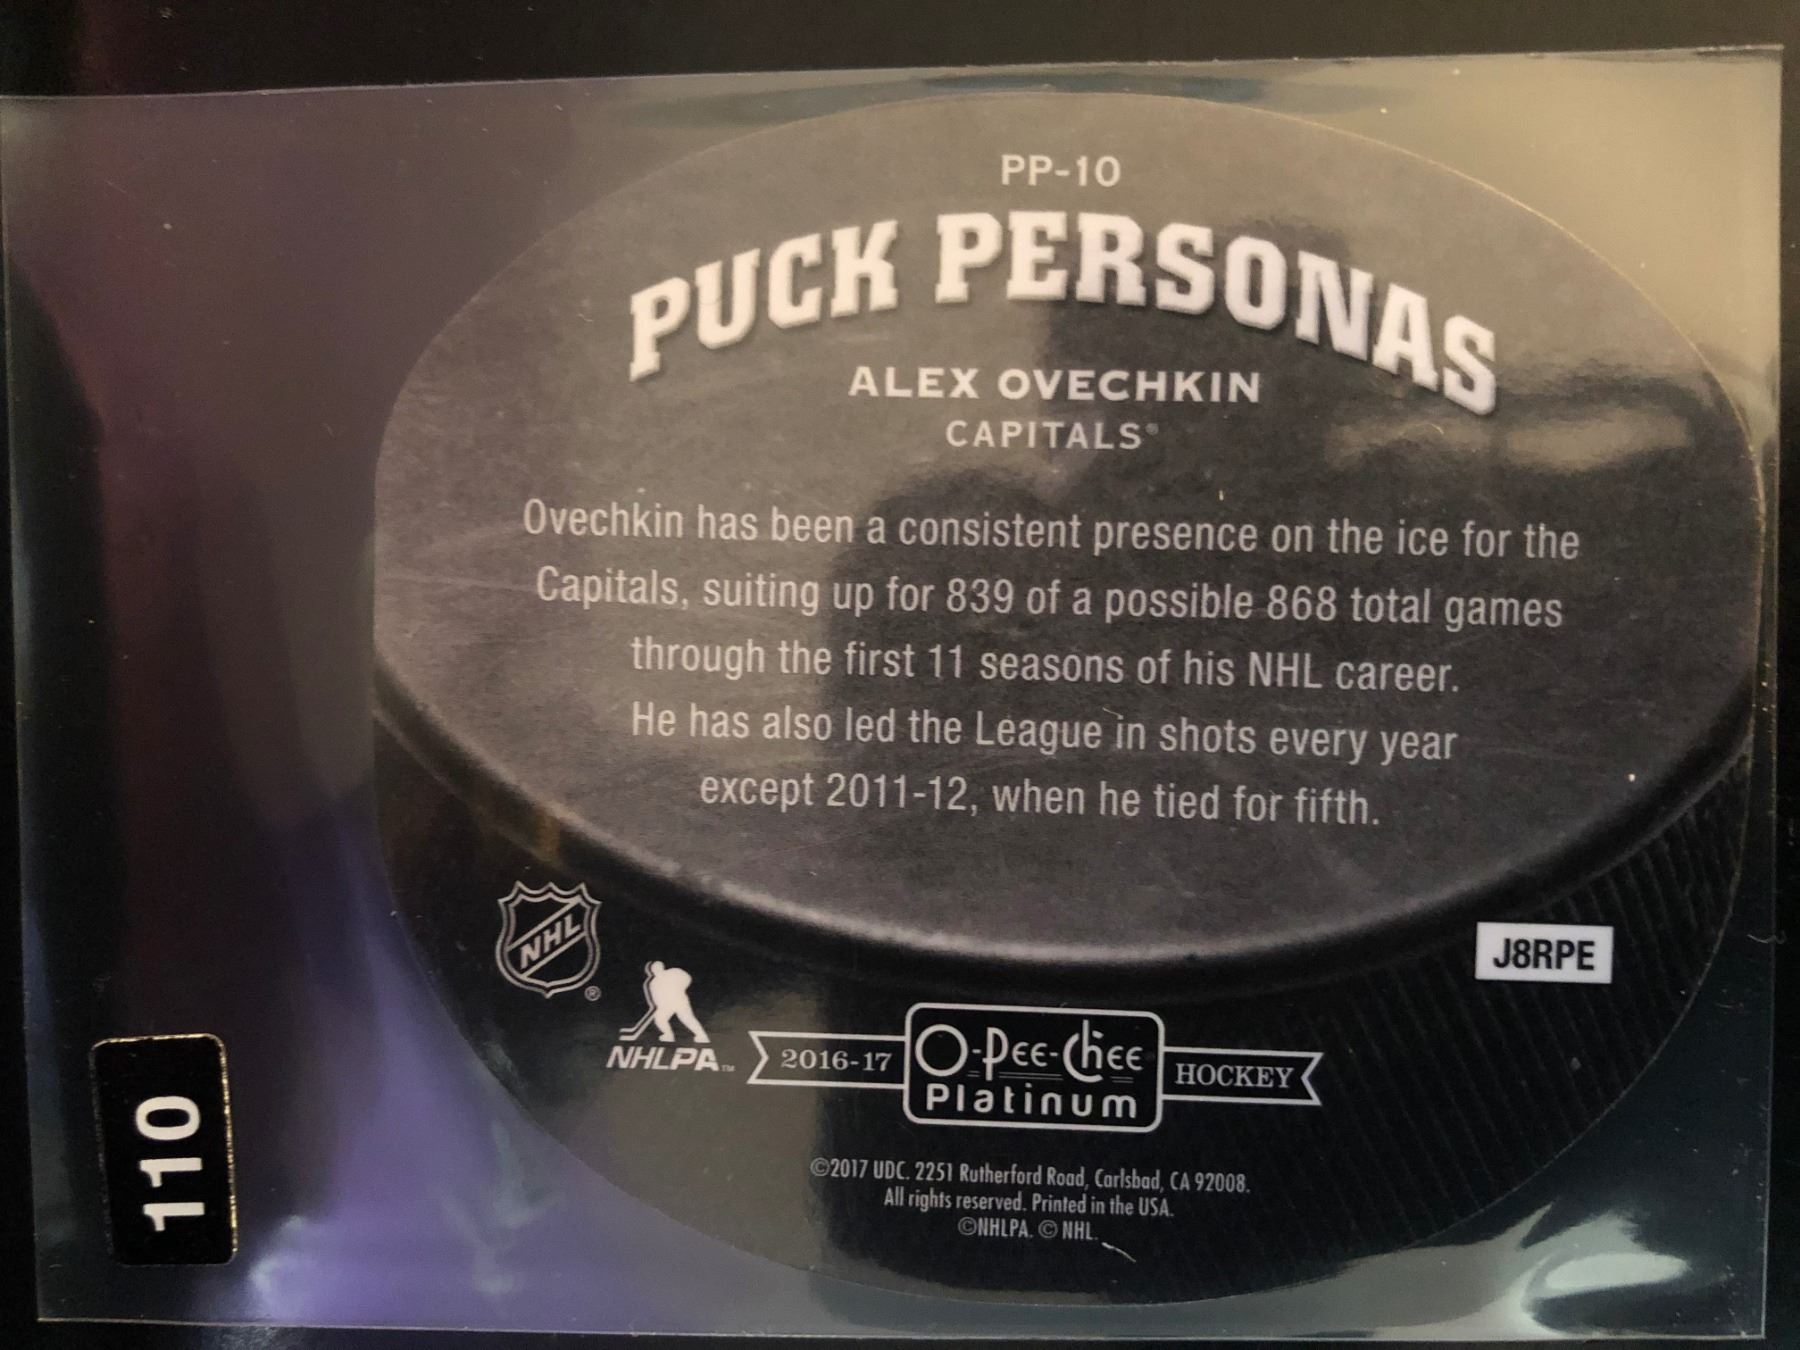 PP-10
PUCK PERSONAS
ALEX OVECHKIN
CAPITALS®
Ovechkin has been a consistent presence on the ice for the
Capitals, suiting up for 839 of a possible 868 total games
through the first 11 seasons of his NHL career.
He has also led the League in shots every year
except 2011-12, when he tied for fifth.
NHL ®
J8RPE
NHLPA™
2016-17 O-Pee-Chee HOCKEY
Platinum
©2017 UDC. 2251 Rutherford Road, Carlsbad, CA 92008.
All rights reserved. Printed in the USA.
©NHLPA. © NHL.
110